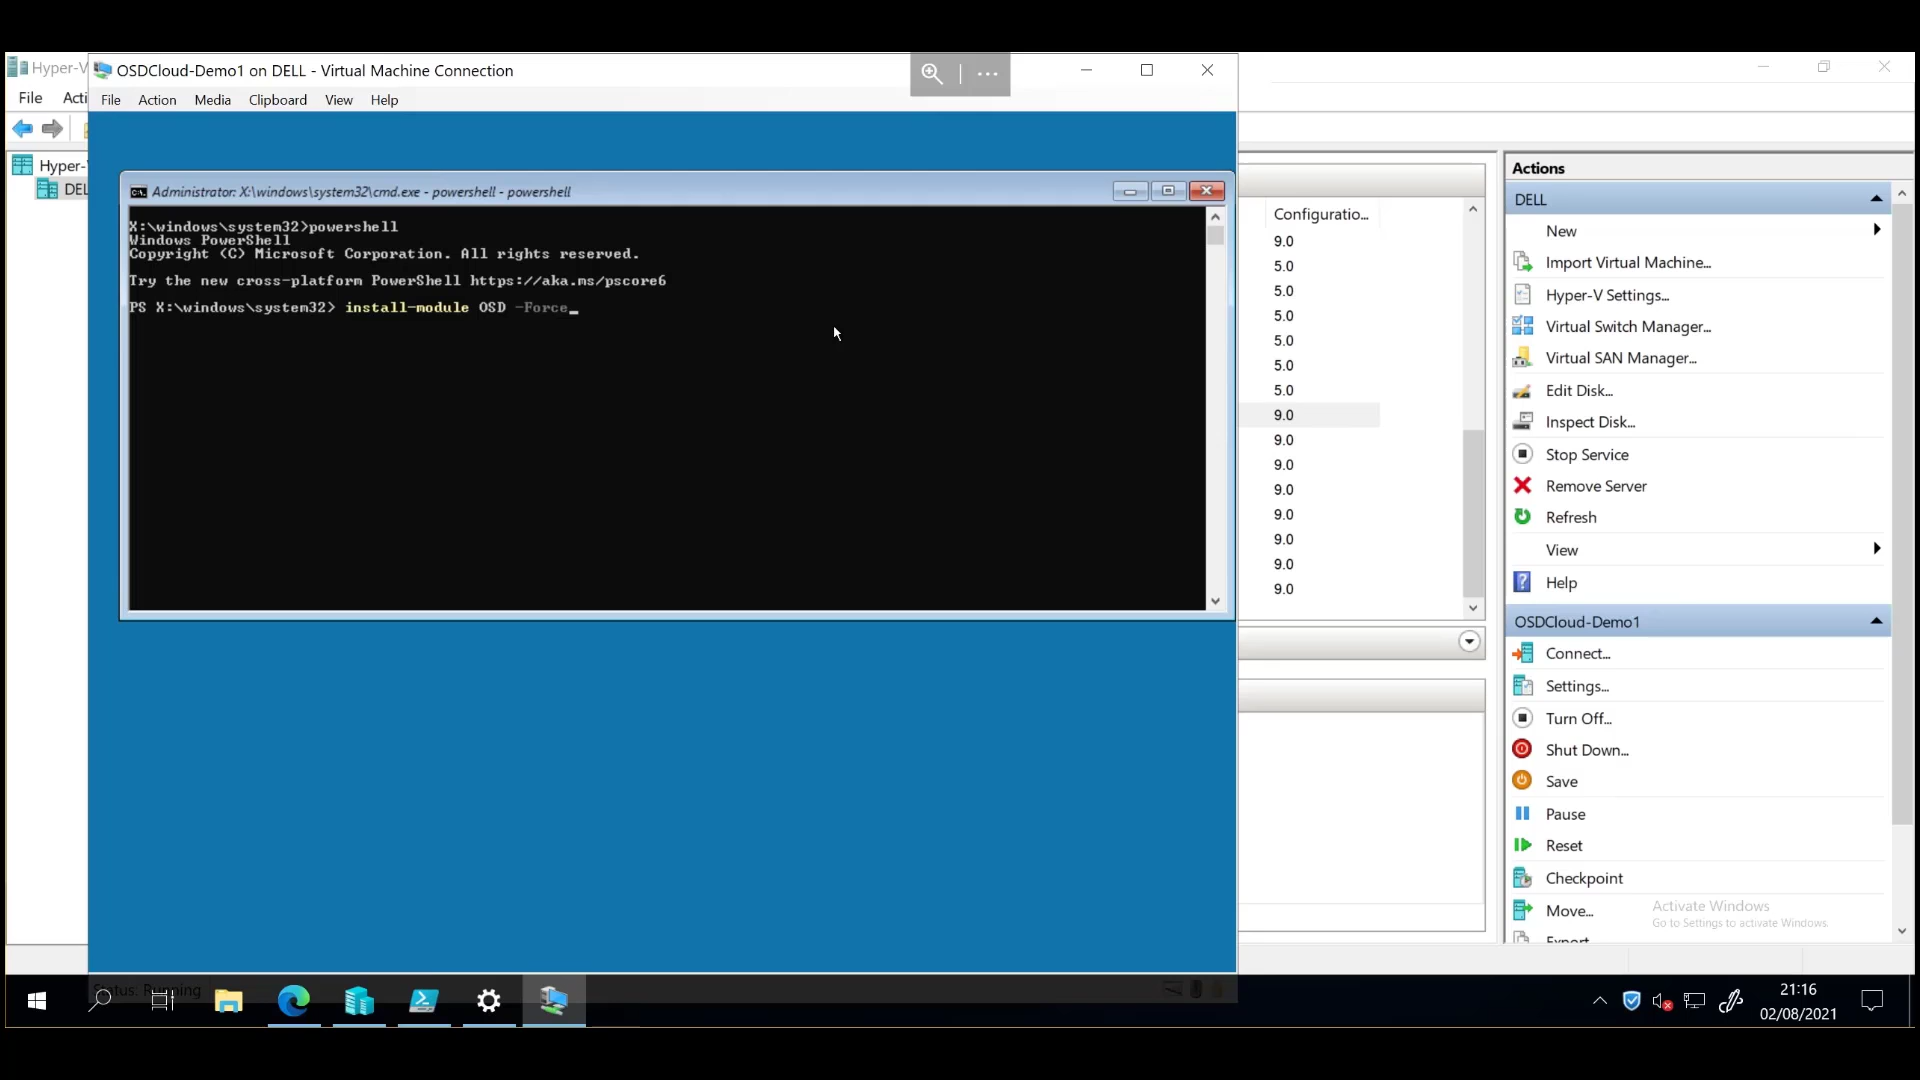 Hyper-V
OSDCloud-Demo1 on DELL - Virtual Machine Connection
File
Acti
File
Action
Media
Clipboard
View
Help
Hyper-V
DEL
Administrator: X:\windows\system32\cmd.exe - powershell - powershell
X:\windows\system32>powershell
Windows PowerShell
Copyright (C) Microsoft Corporation. All rights reserved.
Try the new cross-platform PowerShell https://aka.ms/pscore6
PS X:\windows\system32> install-module OSD -Force_
Configuratio...
9.0
5.0
5.0
5.0
5.0
5.0
5.0
9.0
9.0
9.0
9.0
9.0
9.0
9.0
9.0
Actions
DELL
New
Import Virtual Machine...
Hyper-V Settings...
Virtual Switch Manager...
Virtual SAN Manager...
Edit Disk...
Inspect Disk...
Stop Service
Remove Server
Refresh
View
Help
OSDCloud-Demo1
Connect...
Settings...
Turn Off...
Shut Down...
Save
Pause
Reset
Checkpoint
Move...
Export
Activate Windows
Go to Settings to activate Windows.
Status: Running
21:16
02/08/2021